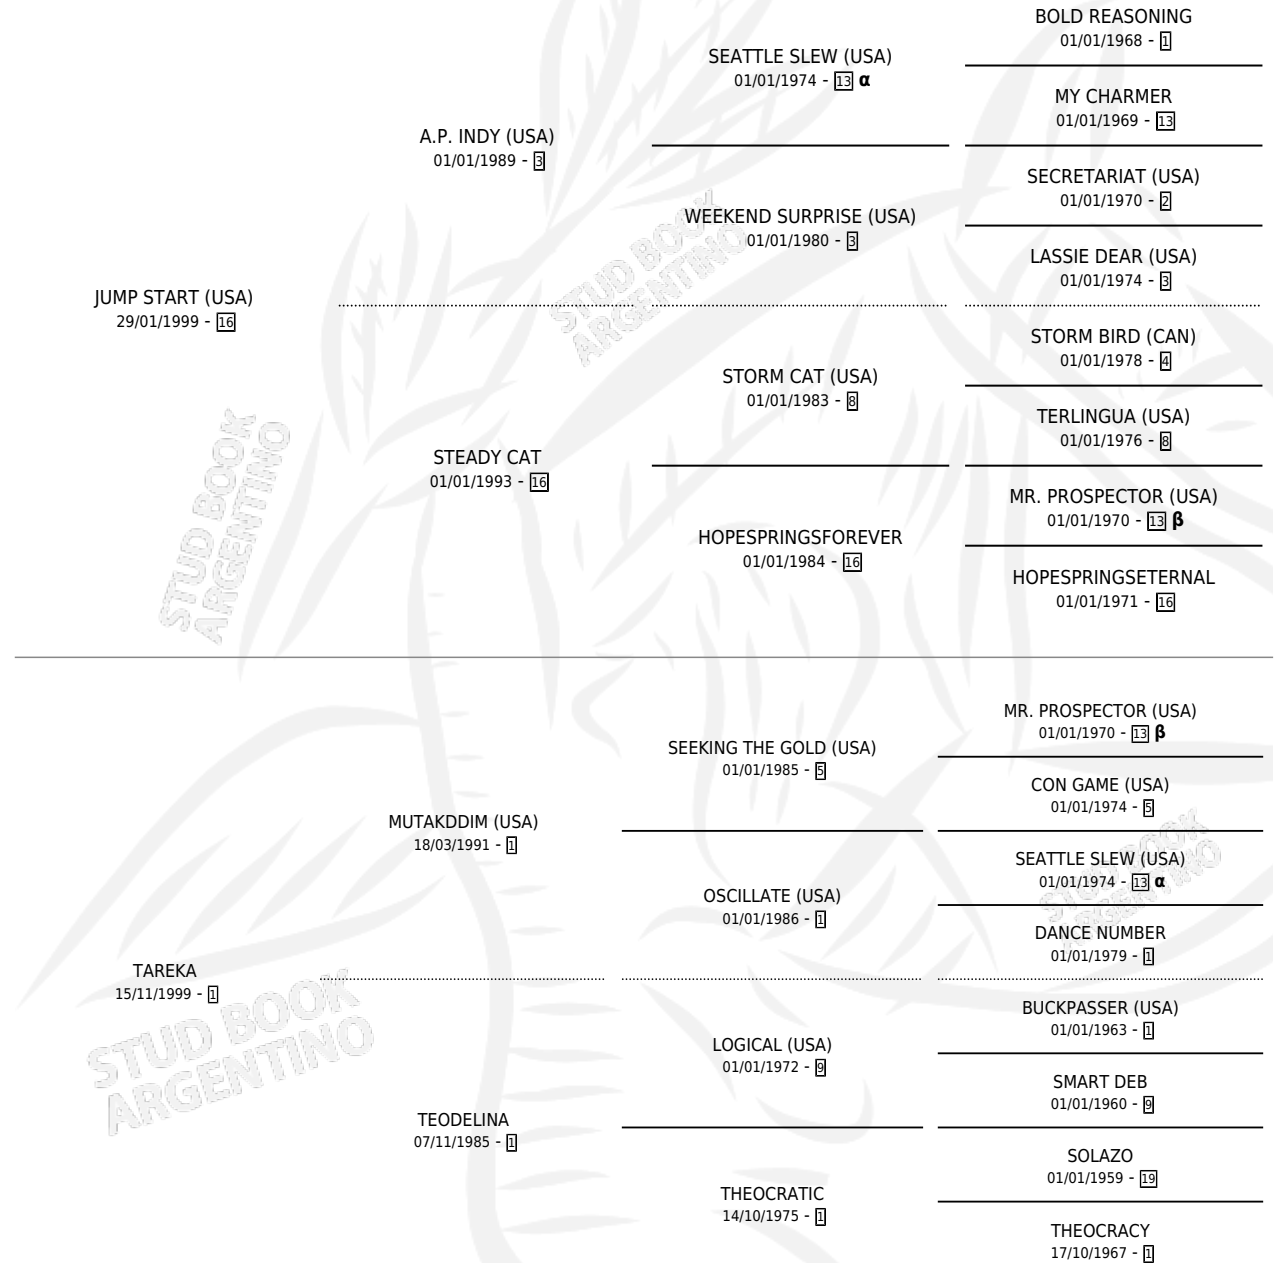 BOLD REASONING
01/01/1968 - 1
SEATTLE SLEW (USA)
01/01/1974 - 13 α
MY CHARMER
01/01/1969 - 13
A.P. INDY (USA)
01/01/1989 - 3
SECRETARIAT (USA)
01/01/1970 - 2
WEEKEND SURPRISE (USA)
01/01/1980 - 3
LASSIE DEAR (USA)
01/01/1974 - 3
JUMP START (USA)
29/01/1999 - 16
STORM BIRD (CAN)
01/01/1978 - 4
STORM CAT (USA)
01/01/1983 - 8
TERLINGUA (USA)
01/01/1976 - 8
STEADY CAT
01/01/1993 - 16
MR. PROSPECTOR (USA)
01/01/1970 - 13 β
HOPESPRINGSFOREVER
01/01/1984 - 16
HOPESPRINGSETERNAL
01/01/1971 - 16
MR. PROSPECTOR (USA)
01/01/1970 - 13 β
SEEKING THE GOLD (USA)
01/01/1985 - 5
CON GAME (USA)
01/01/1974 - 5
MUTAKDDIM (USA)
18/03/1991 - 1
SEATTLE SLEW (USA)
01/01/1974 - 13 α
OSCILLATE (USA)
01/01/1986 - 1
DANCE NUMBER
01/01/1979 - 1
TAREKA
15/11/1999 - 1
BUCKPASSER (USA)
01/01/1963 - 1
LOGICAL (USA)
01/01/1972 - 9
SMART DEB
01/01/1960 - 9
TEODELINA
07/11/1985 - 1
SOLAZO
01/01/1959 - 19
THEOCRATIC
14/10/1975 - 1
THEOCRACY
17/10/1967 - 1
STUD BOOK
ARGENTINO
STUD BOOK
ARGENTINO
STUD BOOK
ARGENTINO
STUD BOOK
ARGENTINO